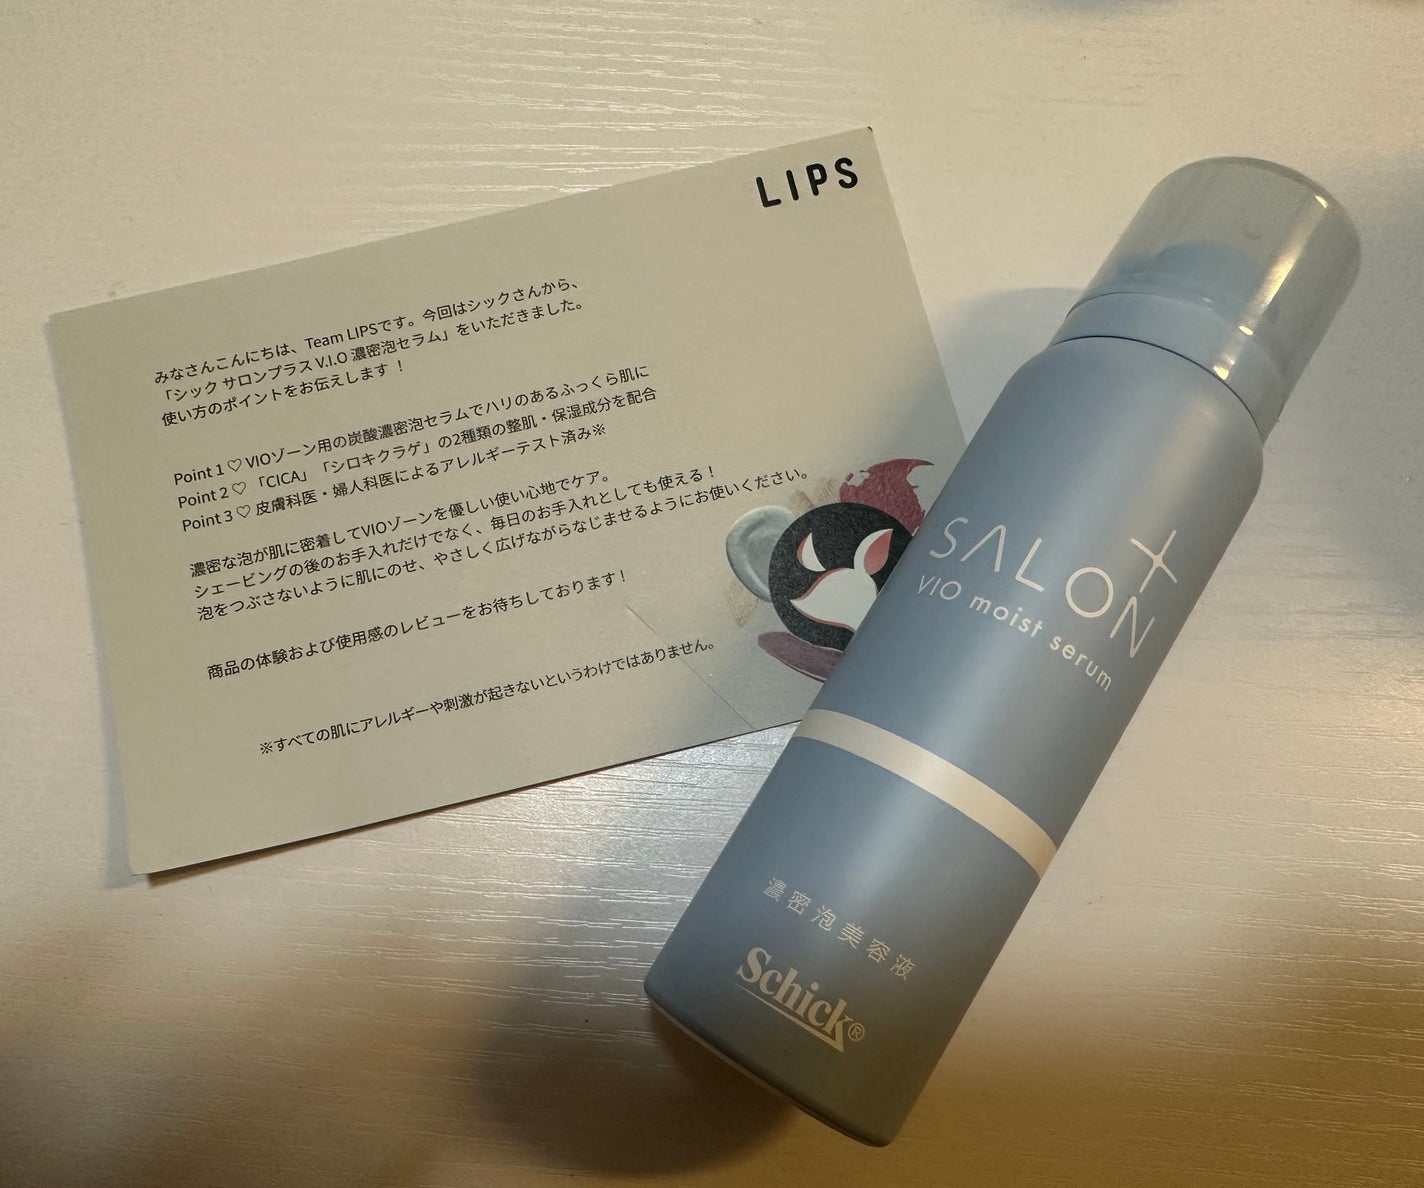 LIPS
みなさんこんにちは、Team LIPSです。今回はシックさんから、
「シック サロンプラス V.I.O 濃密泡セラム」をいただきました。
使い方のポイントをお伝えします！
Point 1 ♡ VIOゾーン用の炭酸濃密泡セラムでハリのあるふっくら肌に
Point 2 ♡ 「CICA」「シロキクラゲ」の2種類の整肌・保湿成分を配合
Point 3 ♡ 皮膚科医・婦人科医によるアレルギーテスト済み※
濃密な泡が肌に密着してVIOゾーンを優しい使い心地でケア。
シェービングの後のお手入れだけでなく、毎日のお手入れとしても使える！
泡をつぶさないように肌にのせ、やさしく広げながらなじませるようにお使いください。
商品の体験および使用感のレビューをお待ちしております！
※すべての肌にアレルギーや刺激が起きないというわけではありません。
SALON+
VIO moist serum
濃密泡美容液
Schick®